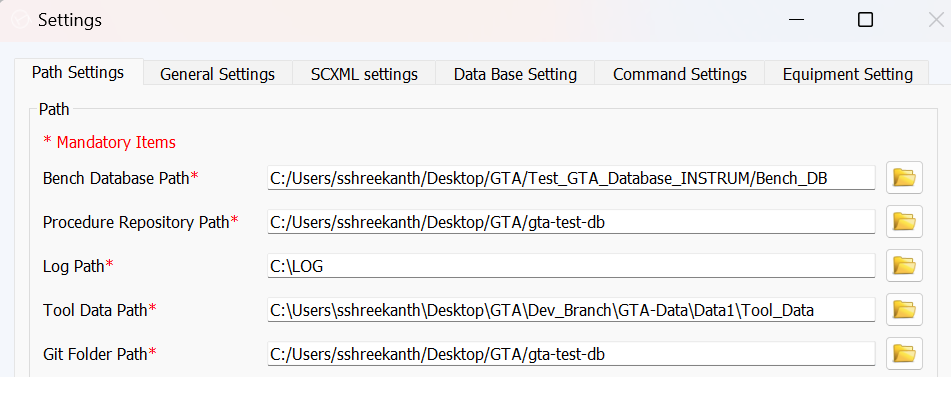 Settings
Path Settings General Settings SCXML settings Data Base Setting Command Settings Equipment Setting
Path
* Mandatory Items
Bench Database Path* C:/Users/sshreekanth/Desktop/GTA/Test_GTA_Database_INSTRUM/Bench_DB
Procedure Repository Path* C:/Users/sshreekanth/Desktop/GTA/gta-test-db
Log Path* C:\LOG
Tool Data Path* C:\Users\sshreekanth\Desktop\GTA\Dev_Branch\GTA-Data\Data1\Tool_Data
Git Folder Path* C:/Users/sshreekanth/Desktop/GTA/gta-test-db